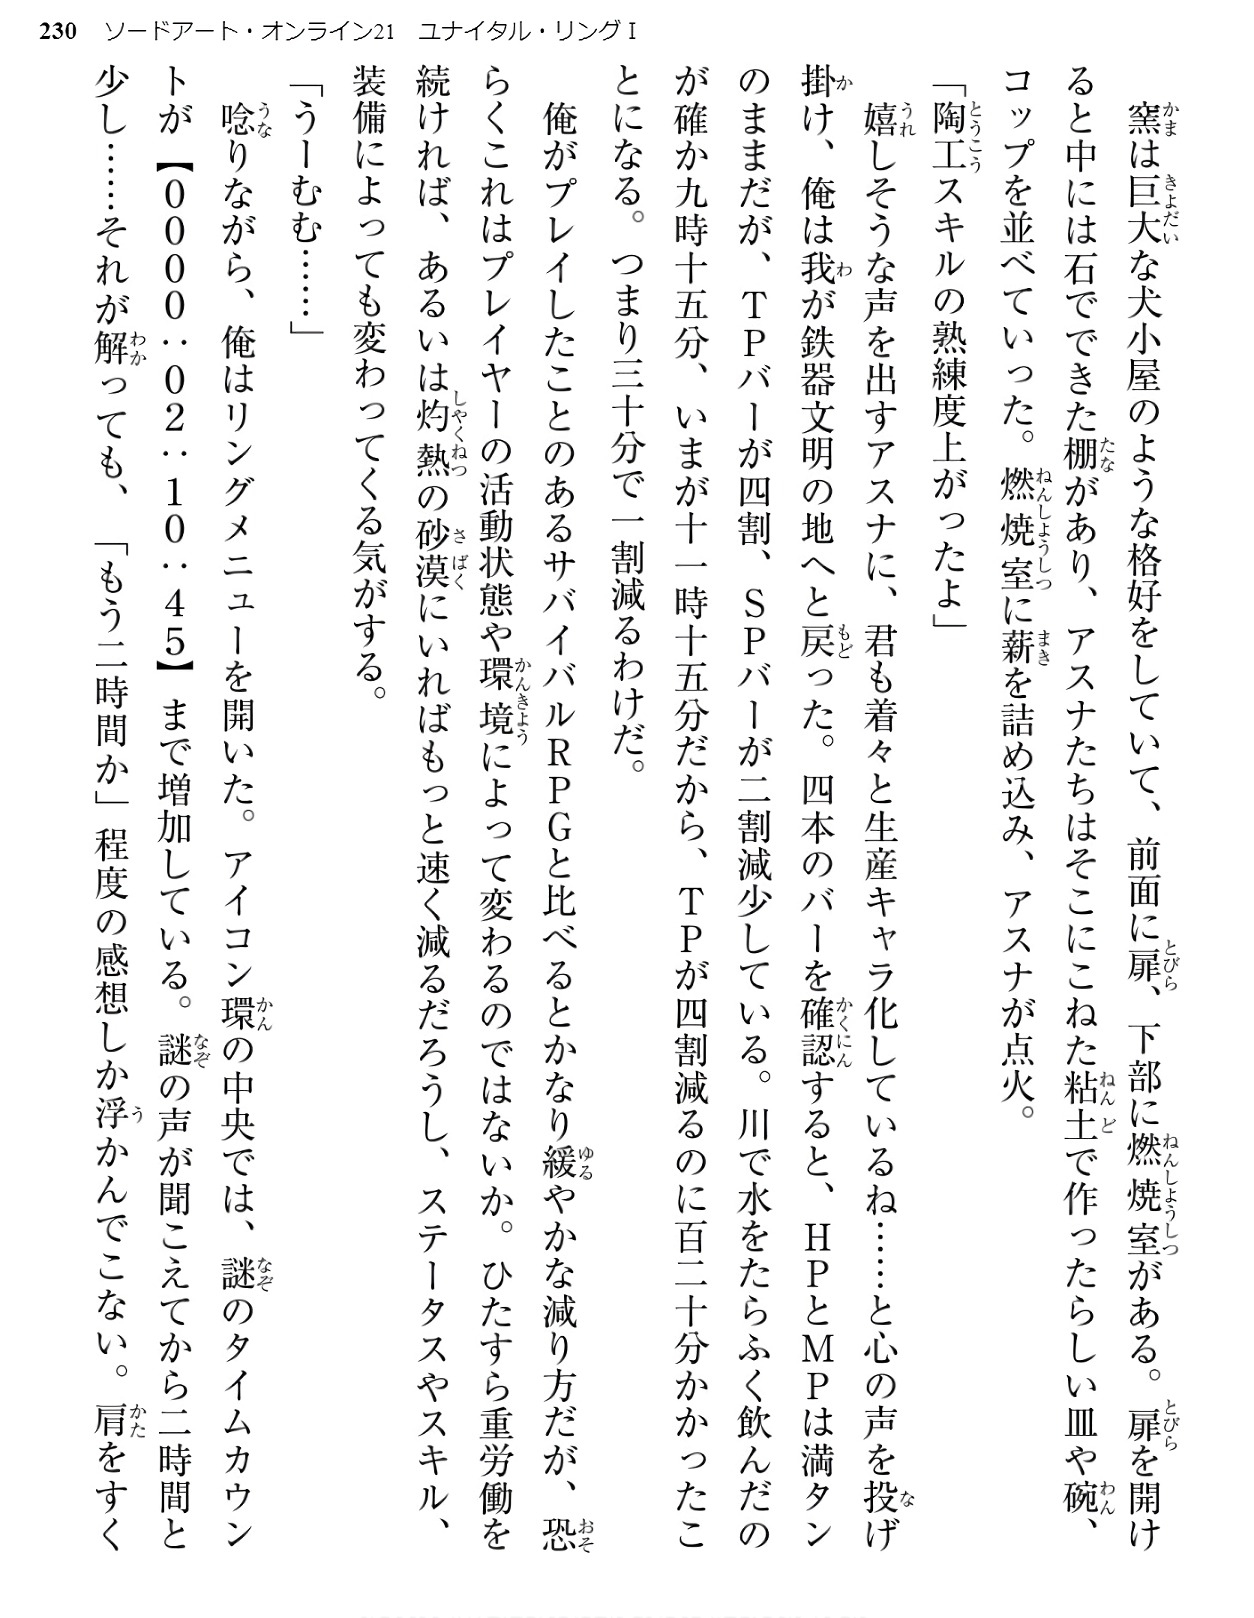 230 ソードアート・オンライン21 ユナイタル・リングⅠ
窯は巨大な犬小屋のような格好をしていて、前面に扉、下部に燃焼室がある。扉を開け
ると中には石でできた棚があり、アスナたちはそこにこねた粘土で作ったらしい皿や碗、
コップを並べていった。燃焼室に薪を詰め込み、アスナが点火。
「陶工スキルの熟練度上がったよ」
嬉しそうな声を出すアスナに、君も着々と生産キャラ化しているね……と心の声を投げ
掛け、俺は我が鉄器文明の地へと戻った。四本のバーを確認すると、HPとMPは満タン
のままだが、TPバーが四割、SPバーが二割減少している。川で水をたらふく飲んだの
が確か九時十五分、いまが十一時十五分だから、TPが四割減るのに百二十分かかったこ
とになる。つまり三十分で一割減るわけだ。
俺がプレイしたことのあるサバイバルRPGと比べるとかなり緩やかな減り方だが、恐
らくこれはプレイヤーの活動状態や環境によって変わるのではないか。ひたすら重労働を
続ければ、あるいは灼熱の砂漠にいればもっと速く減るだろうし、ステータスやスキル、
装備によっても変わってくる気がする。
「うーむむ……」
唸りながら、俺はリングメニューを開いた。アイコン環の中央では、謎のタイムカウン
トが【0000:02:10:45】まで増加している。謎の声が聞こえてから二時間と
少し……それが解っても、「もう二時間か」程度の感想しか浮かんでこない。肩をすく